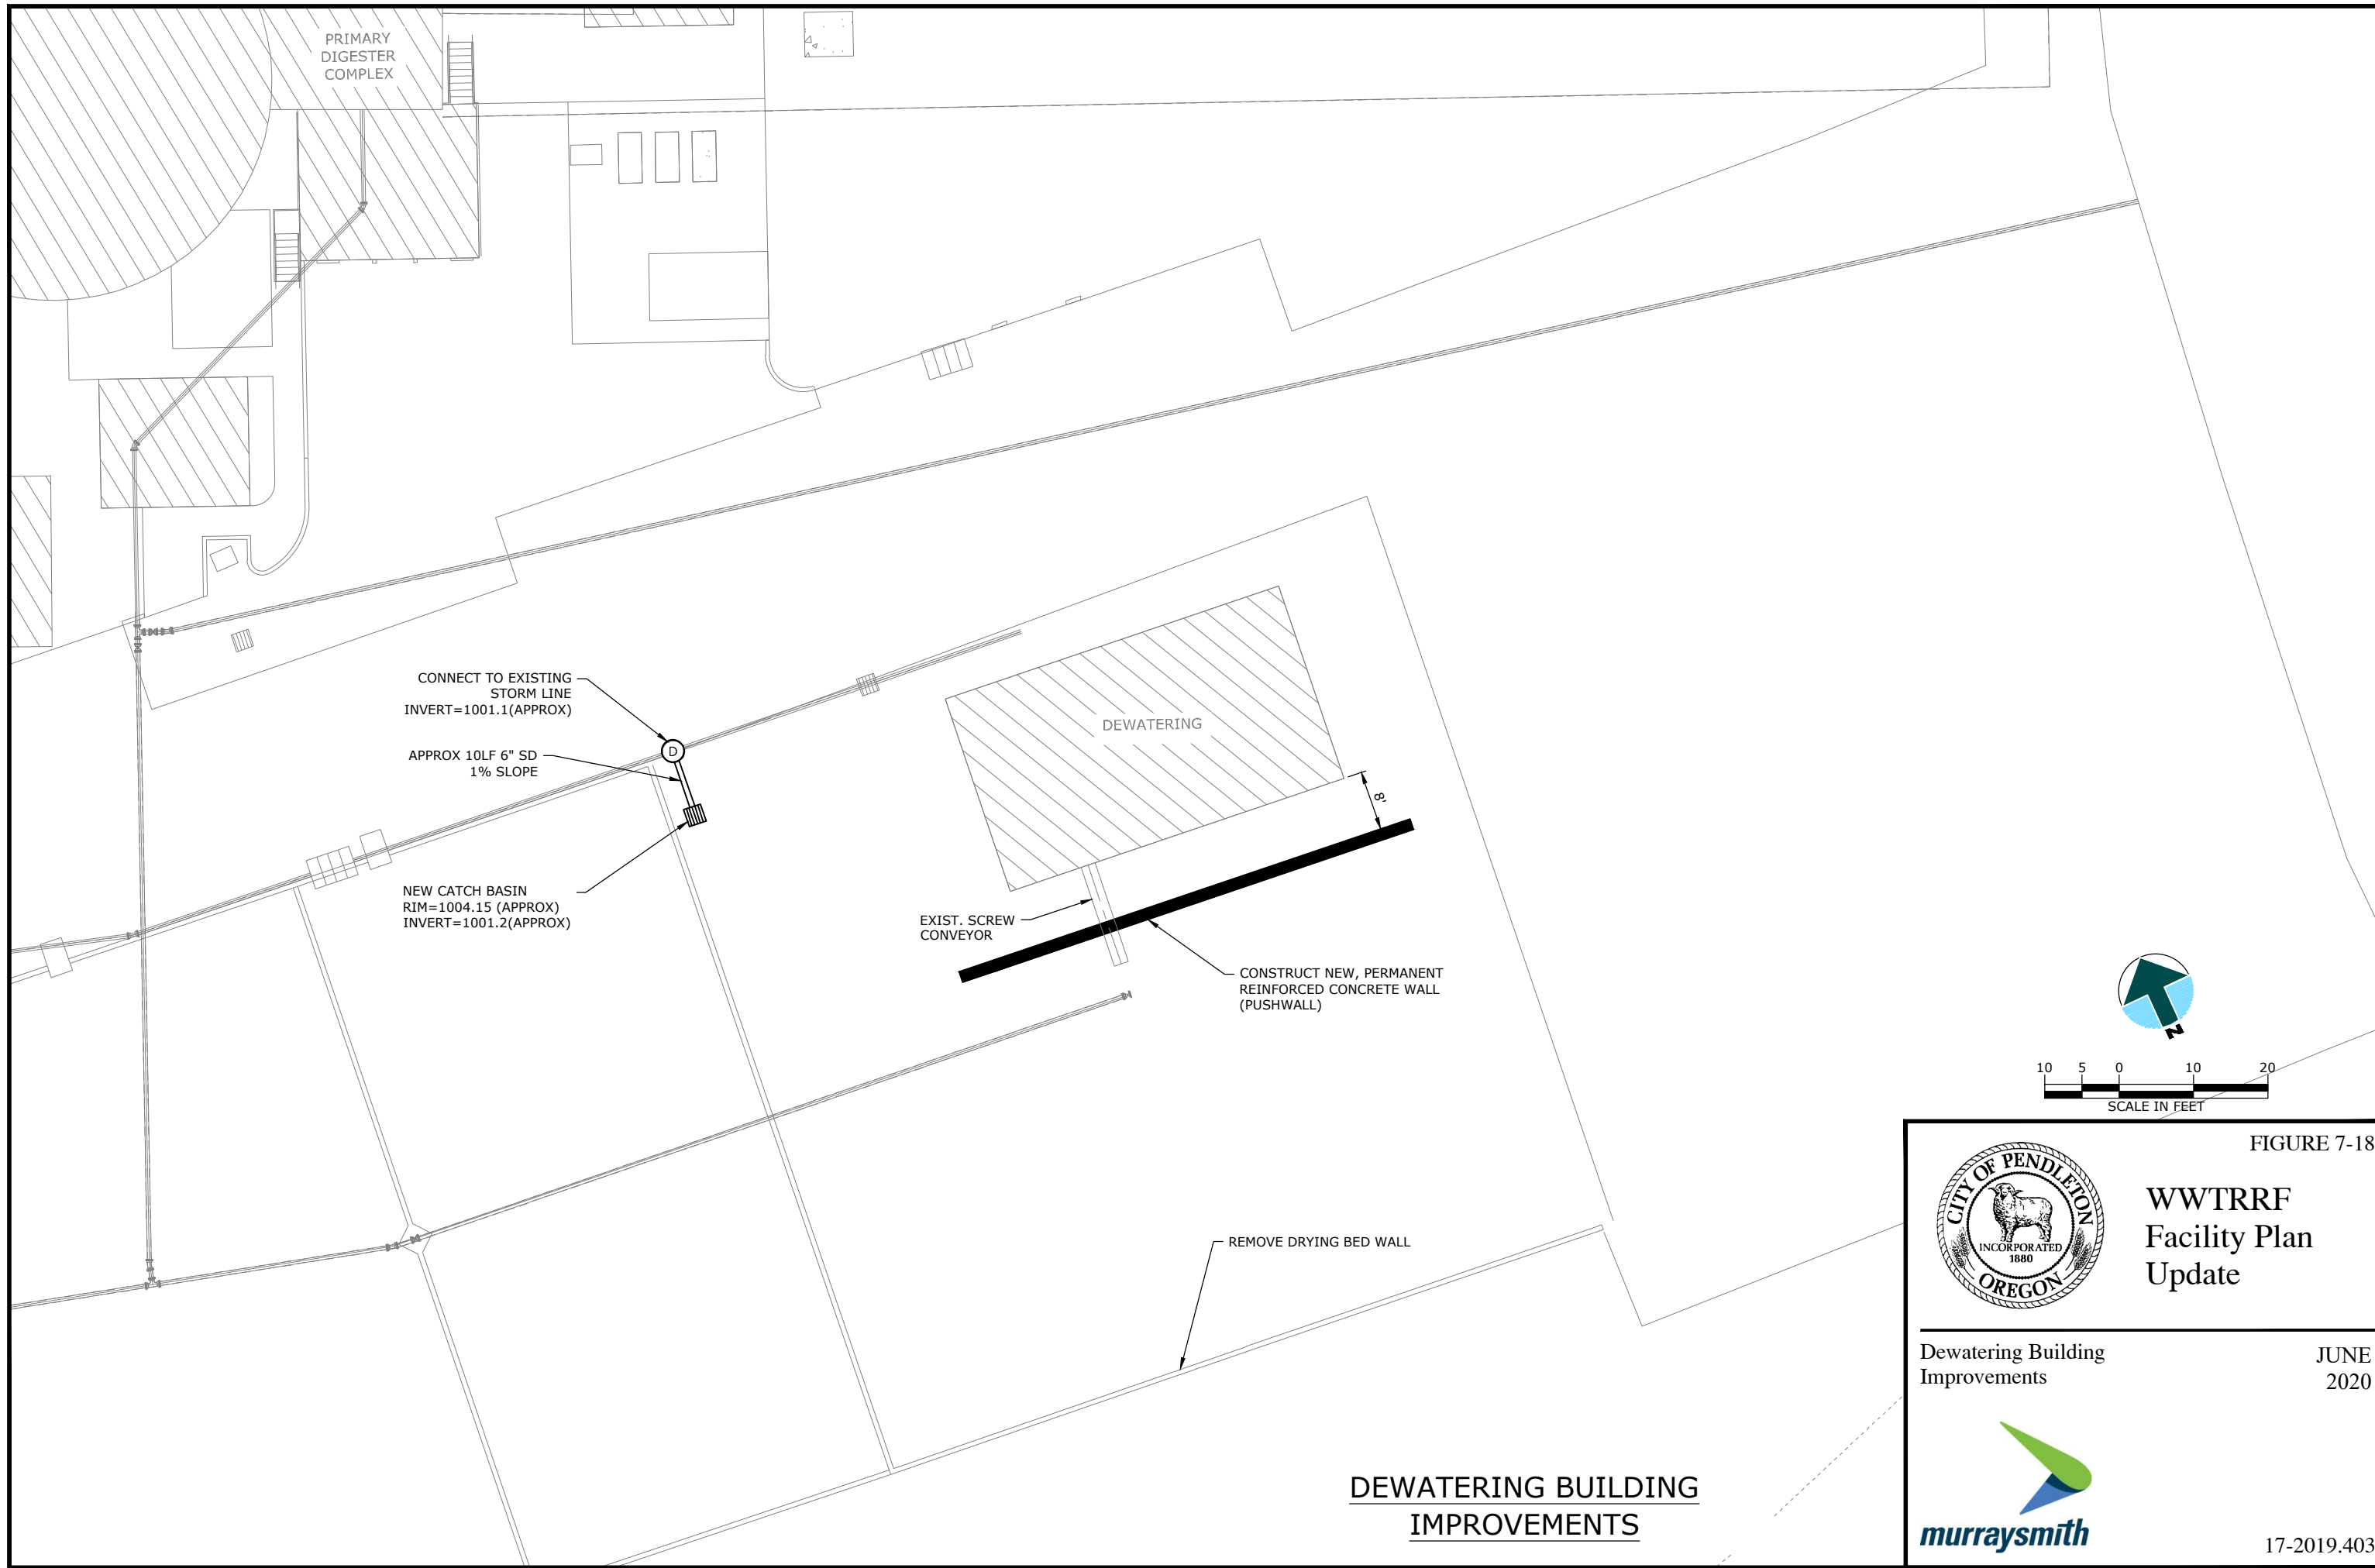 PRIMARY
DIGESTER
COMPLEX
CONNECT TO EXISTING
STORM LINE
INVERT=1001.1(APPROX)
APPROX 10LF 6" SD
1% SLOPE
D
NEW CATCH BASIN
RIM=1004.15 (APPROX)
INVERT=1001.2(APPROX)
DEWATERING
8'
EXIST. SCREW
CONVEYOR
CONSTRUCT NEW, PERMANENT
REINFORCED CONCRETE WALL
(PUSHWALL)
REMOVE DRYING BED WALL
N
10 5 0 10 20
SCALE IN FEET
DEWATERING BUILDING
IMPROVEMENTS
FIGURE 7-18
CITY OF PENDLETON
INCORPORATED
1880
OREGON
WWTRRF
Facility Plan
Update
Dewatering Building
Improvements
JUNE
2020
murraysmith
17-2019.403